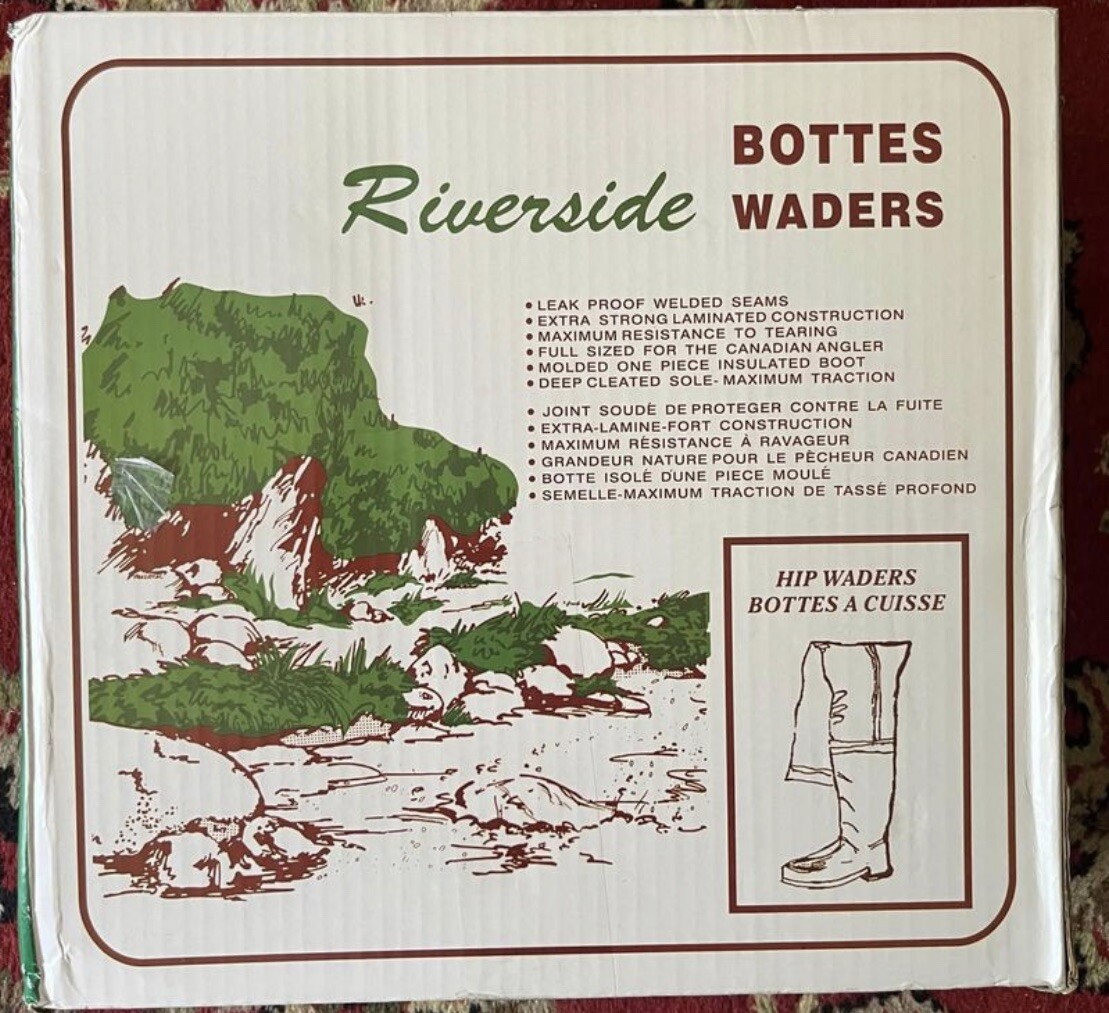 BOTTES
Riverside WADERS
• LEAK PROOF WELDED SEAMS
• EXTRA STRONG LAMINATED CONSTRUCTION
• MAXIMUM RESISTANCE TO TEARING
• FULL SIZED FOR THE CANADIAN ANGLER
• MOLDED ONE PIECE INSULATED BOOT
• DEEP CLEATED SOLE- MAXIMUM TRACTION
• JOINT SOUDÉ DE PROTEGER CONTRE LA FUITE
• EXTRA-LAMINE-FORT CONSTRUCTION
• MAXIMUM RÉSISTANCE À RAVAGEUR
• GRANDEUR NATURE POUR LE PÊCHEUR CANADIEN
• BOTTE ISOLÉ D'UNE PIECE MOULÉ
• SEMELLE-MAXIMUM TRACTION DE TASSÉ PROFOND
HIP WADERS
BOTTES A CUISSE